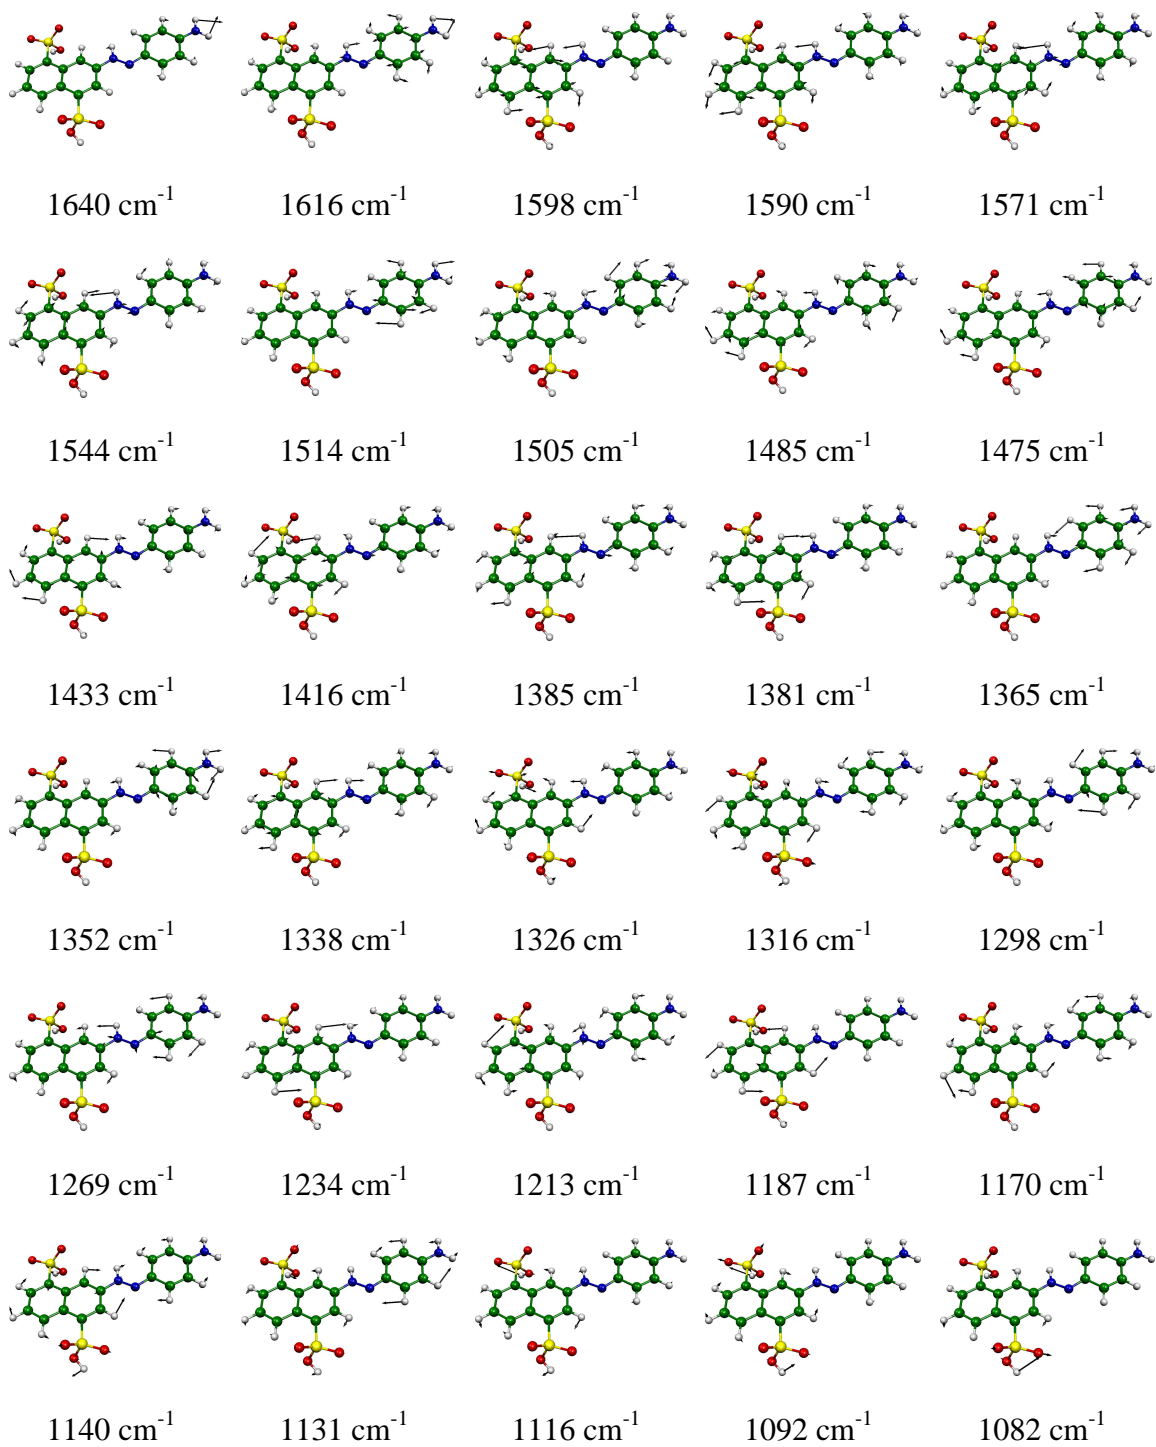 1640 cm⁻¹ 1616 cm⁻¹ 1598 cm⁻¹ 1590 cm⁻¹ 1571 cm⁻¹
1544 cm⁻¹ 1514 cm⁻¹ 1505 cm⁻¹ 1485 cm⁻¹ 1475 cm⁻¹
1433 cm⁻¹ 1416 cm⁻¹ 1385 cm⁻¹ 1381 cm⁻¹ 1365 cm⁻¹
1352 cm⁻¹ 1338 cm⁻¹ 1326 cm⁻¹ 1316 cm⁻¹ 1298 cm⁻¹
1269 cm⁻¹ 1234 cm⁻¹ 1213 cm⁻¹ 1187 cm⁻¹ 1170 cm⁻¹
1140 cm⁻¹ 1131 cm⁻¹ 1116 cm⁻¹ 1092 cm⁻¹ 1082 cm⁻¹